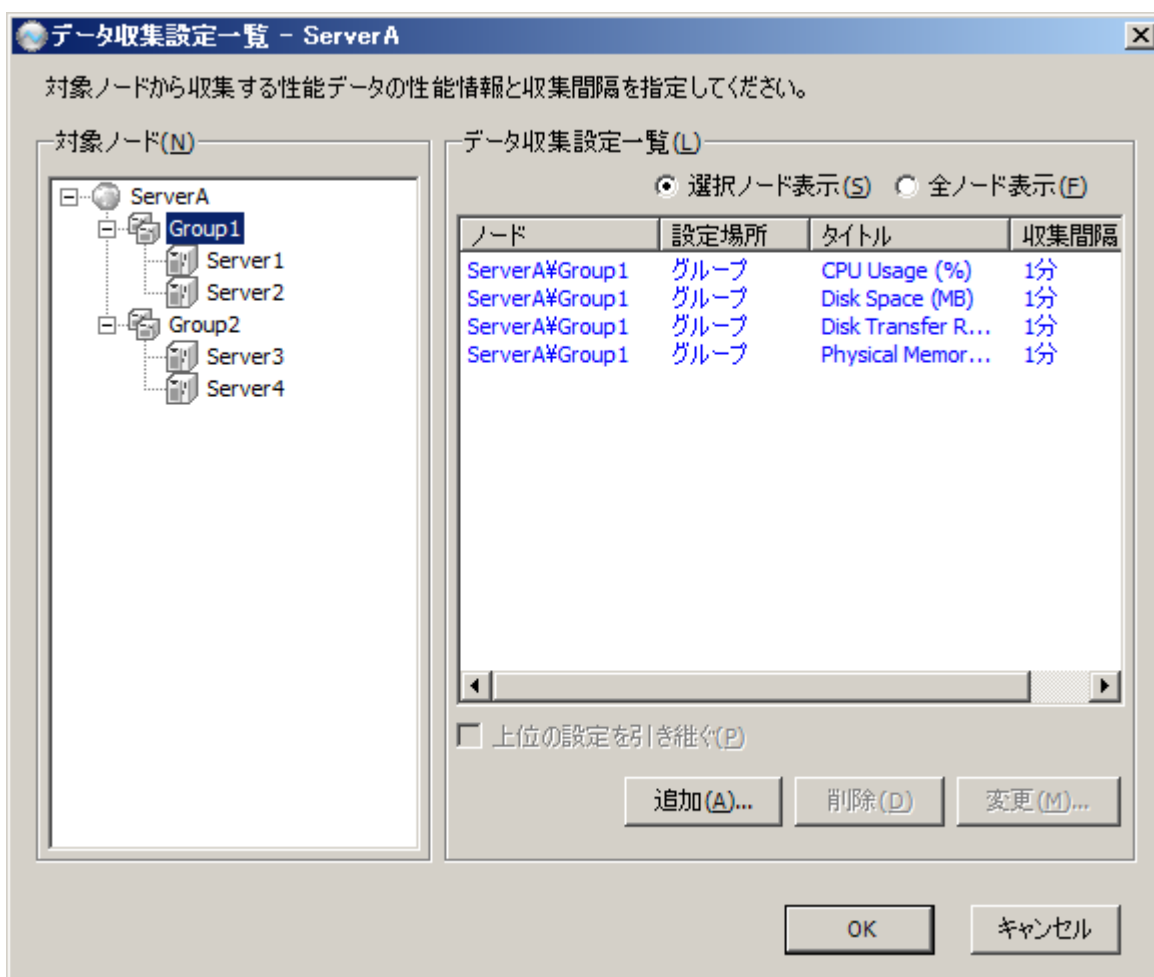 データ収集設定一覧 - ServerA
対象ノードから収集する性能データの性能情報と収集間隔を指定してください。
対象ノード(N)
ServerA
Group1
Server1
Server2
Group2
Server3
Server4
データ収集設定一覧(L)
選択ノード表示(S) 全ノード表示(F)
ノード 設定場所 タイトル 収集間隔
ServerA¥Group1 グループ CPU Usage (%) 1分
ServerA¥Group1 グループ Disk Space (MB) 1分
ServerA¥Group1 グループ Disk Transfer R... 1分
ServerA¥Group1 グループ Physical Memor... 1分
上位の設定を引き継ぐ(P)
追加(A)... 削除(D) 変更(M)...
OK キャンセル